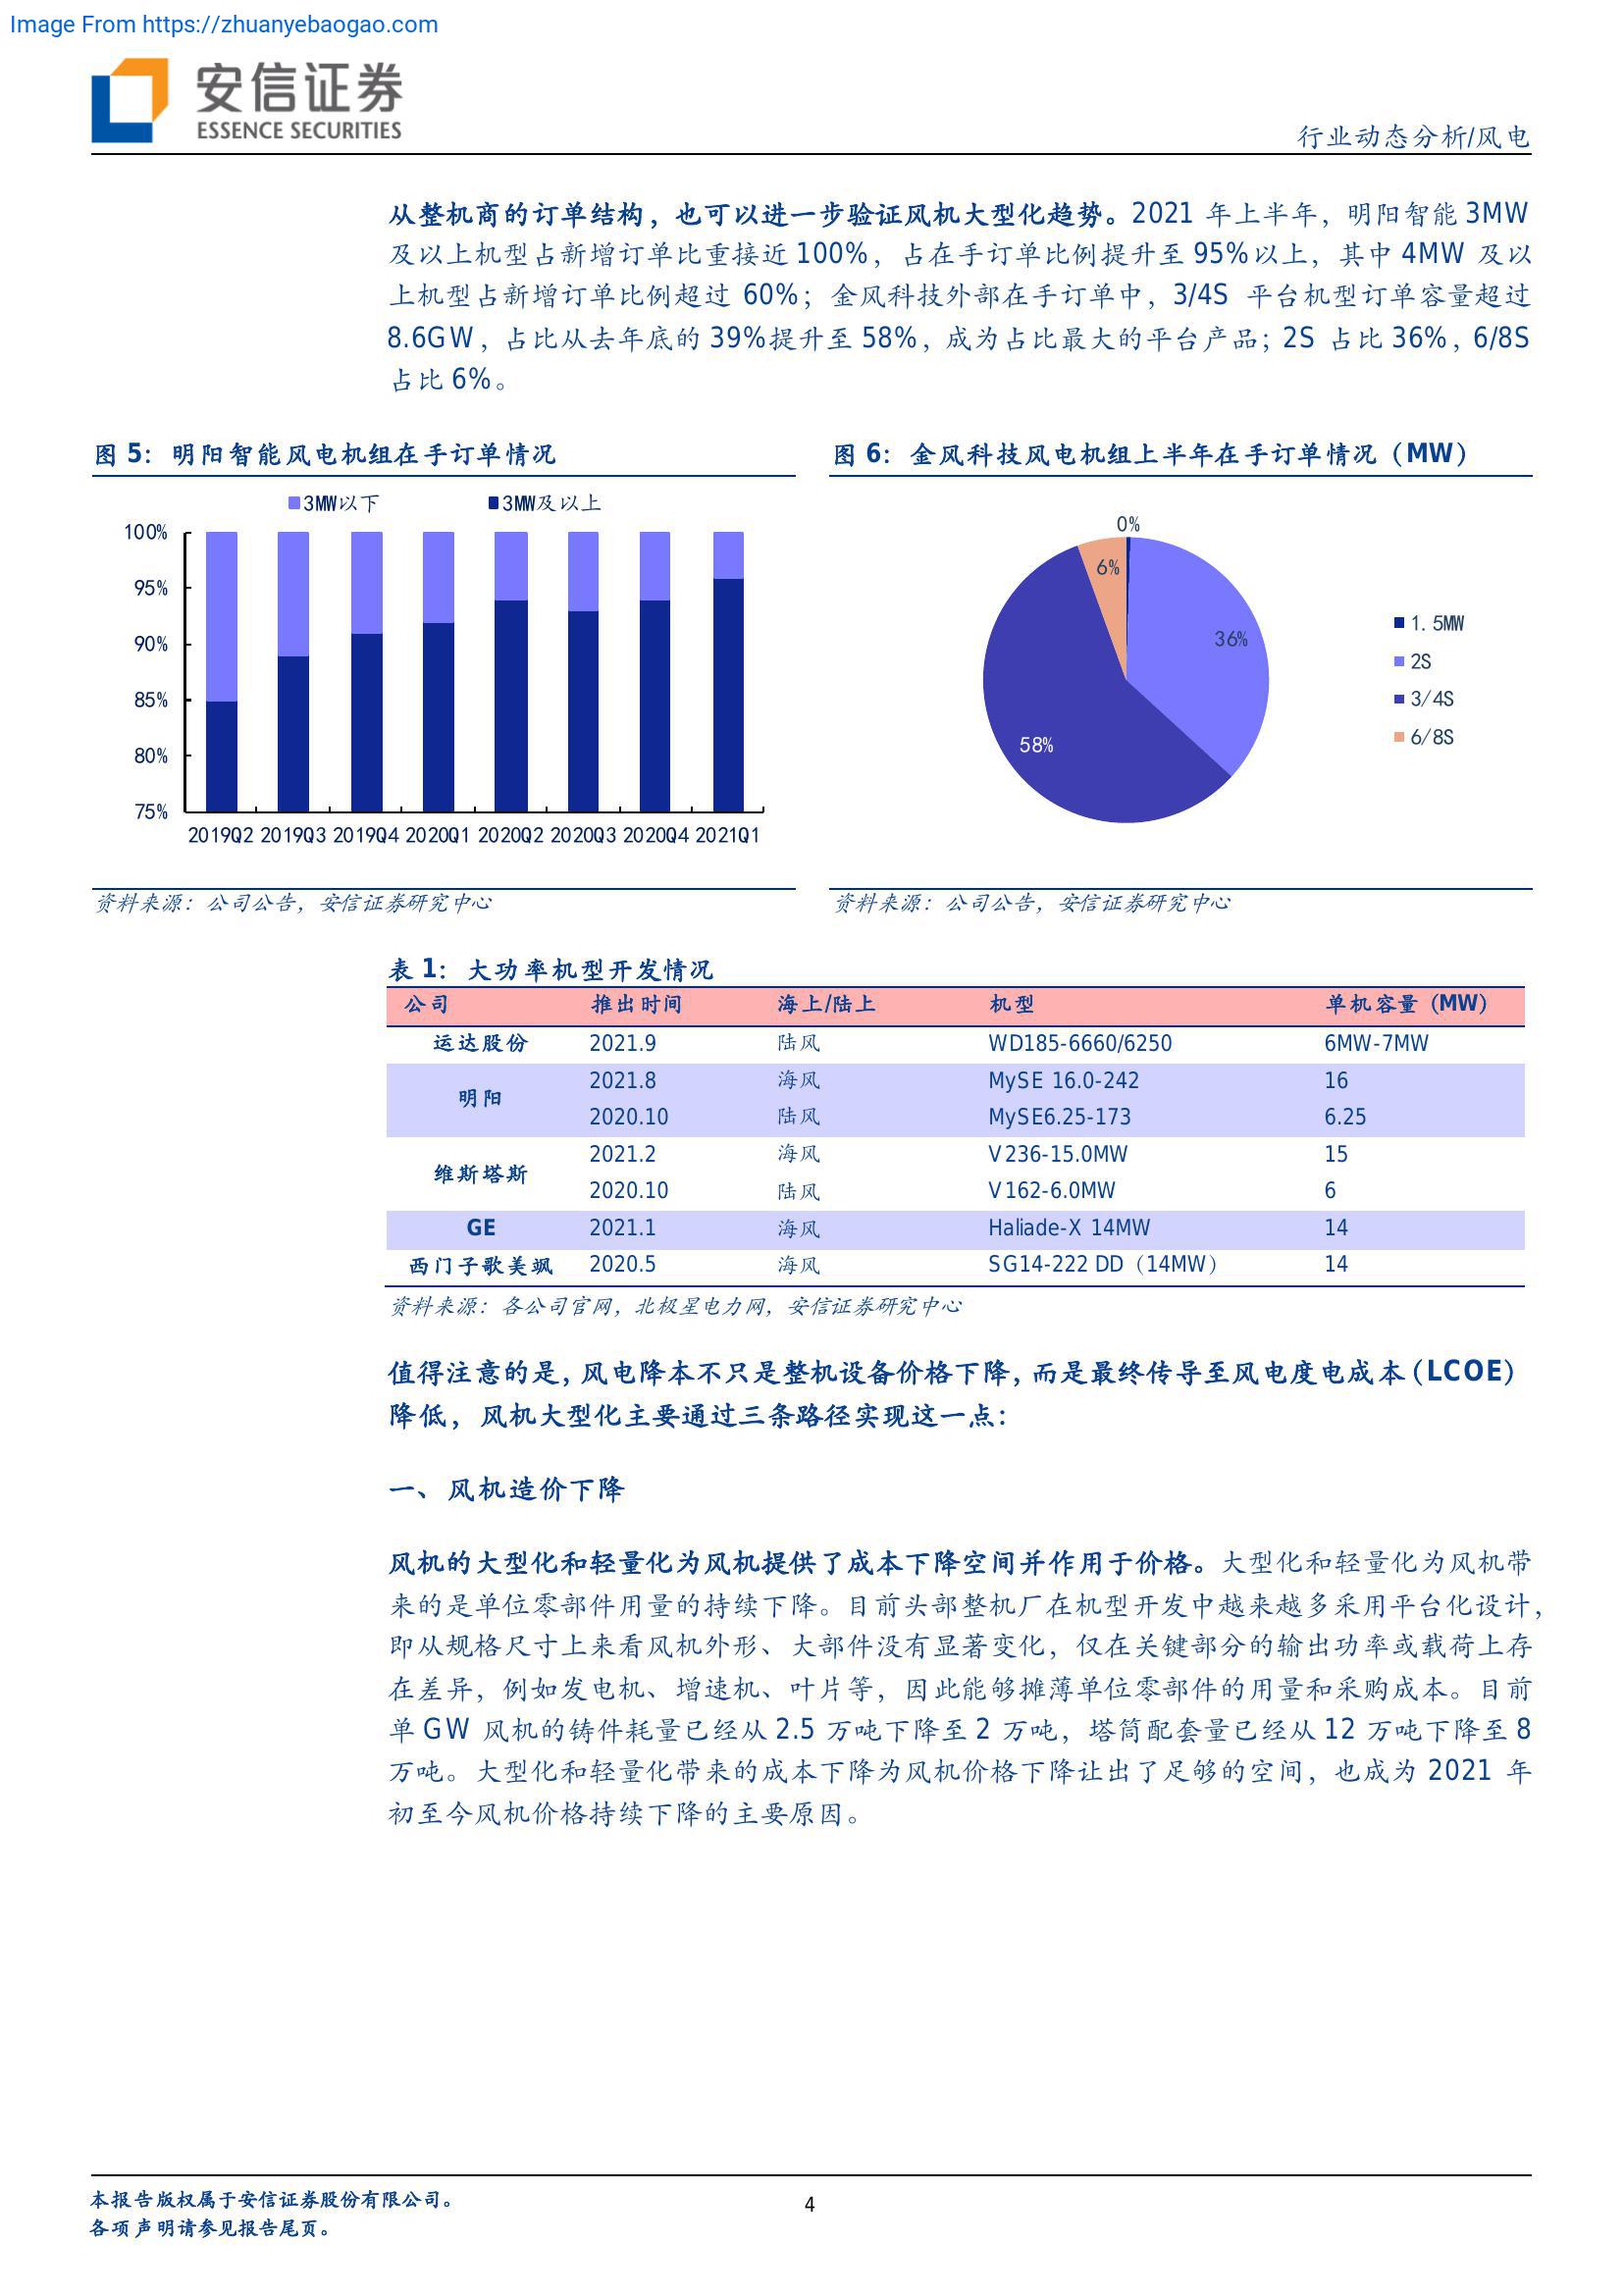 Image From https://zhuanyebaogao.com
安信证券
ESSENCE SECURITIES
行业动态分析/风电
从整机商的订单结构，也可以进一步验证风机大型化趋势。2021 年上半年，明阳智能 3MW
及以上机型占新增订单比重接近 100%，占在手订单比例提升至 95%以上，其中 4MW 及以
上机型占新增订单比例超过 60%；金风科技外部在手订单中，3/4S 平台机型订单容量超过
8.6GW，占比从去年底的 39%提升至 58%，成为占比最大的平台产品；2S 占比 36%，6/8S
占比 6%。
图 5：明阳智能风电机组在手订单情况
3MW以下 3MW及以上
100%
95%
90%
85%
80%
75%
2019Q2 2019Q3 2019Q4 2020Q1 2020Q2 2020Q3 2020Q4 2021Q1
资料来源：公司公告，安信证券研究中心
图 6：金风科技风电机组上半年在手订单情况（MW）
0%
6%
36%
58%
1.5MW
2S
3/4S
6/8S
资料来源：公司公告，安信证券研究中心
表 1：大功率机型开发情况
公司 推出时间 海上/陆上 机型 单机容量（MW）
运达股份 2021.9 陆风 WD185-6660/6250 6MW-7MW
明阳 2021.8 海风 MySE 16.0-242 16
2020.10 陆风 MySE6.25-173 6.25
维斯塔斯 2021.2 海风 V236-15.0MW 15
2020.10 陆风 V162-6.0MW 6
GE 2021.1 海风 Haliade-X 14MW 14
西门子歌美飒 2020.5 海风 SG14-222 DD（14MW） 14
资料来源：各公司官网，北极星电力网，安信证券研究中心
值得注意的是，风电降本不只是整机设备价格下降，而是最终传导至风电度电成本（LCOE）
降低，风机大型化主要通过三条路径实现这一点：
一、风机造价下降
风机的大型化和轻量化为风机提供了成本下降空间并作用于价格。大型化和轻量化为风机带
来的是单位零部件用量的持续下降。目前头部整机厂在机型开发中越来越多采用平台化设计，
即从规格尺寸上来看风机外形、大部件没有显著变化，仅在关键部分的输出功率或载荷上存
在差异，例如发电机、增速机、叶片等，因此能够摊薄单位零部件的用量和采购成本。目前
单 GW 风机的铸件耗量已经从 2.5 万吨下降至 2 万吨，塔筒配套量已经从 12 万吨下降至 8
万吨。大型化和轻量化带来的成本下降为风机价格下降让出了足够的空间，也成为 2021 年
初至今风机价格持续下降的主要原因。
本报告版权属于安信证券股份有限公司。
各项声明请参见报告尾页。
4